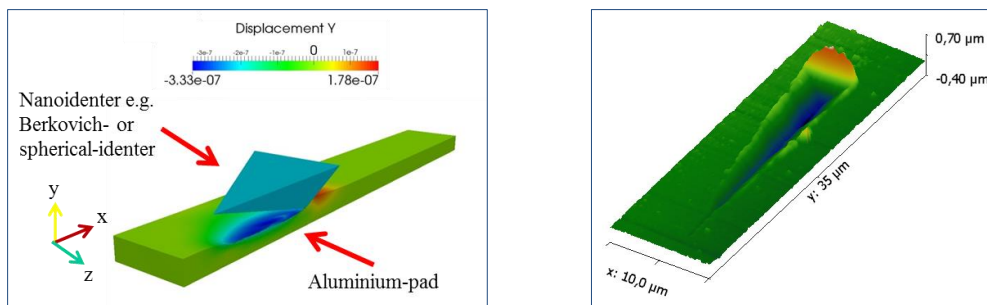 Displacement Y
-3e-7 -2e-7 -1e-7 0 1e-7
-3.33e-07 1.78e-07
Nanoidenter e.g.
Berkovich- or
spherical-identer
y
x
z
Aluminium-pad
0,70 µm
-0,40 µm
y: 35 µm
x: 10,0 µm